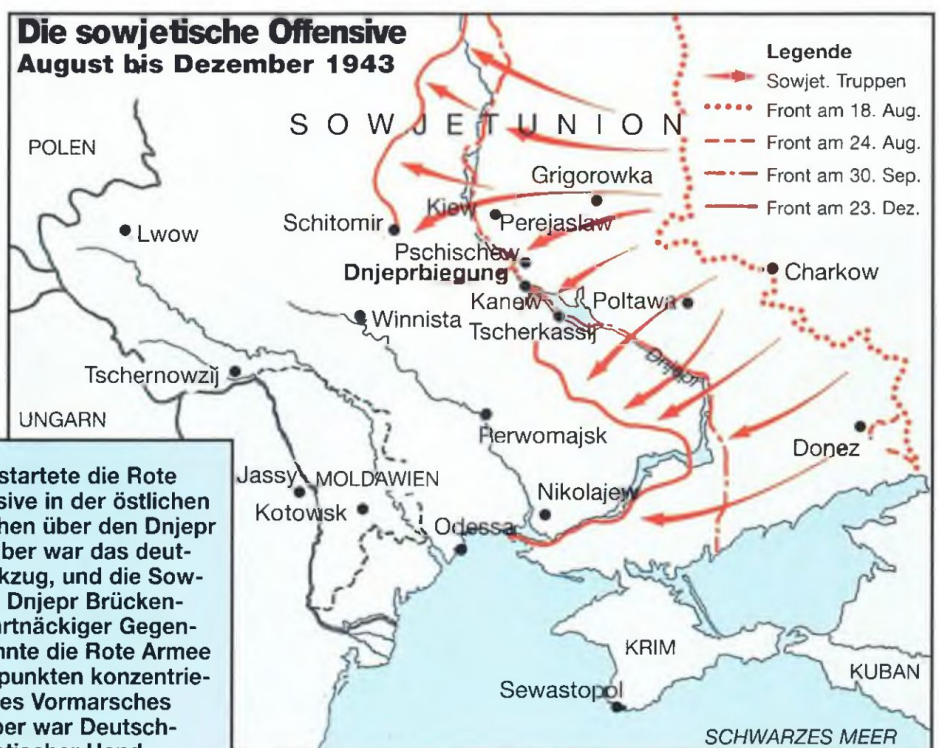 Die sowjetische Offensive
August bis Dezember 1943
Legende
Sowjet. Truppen
Front am 18. Aug.
Front am 24. Aug.
Front am 30. Sep.
Front am 23. Dez.
SOWJETUNION
POLEN
Grigorowka
Kiew
Perejaslaw
Schitomir
Lwow
Pschischew
Dnjeprbiegung
Charkow
Kanew
Poltawa
Winnista
Tscherkassij
Dnjepr
Tschernowzij
UNGARN
Perwomajsk
Donez
Jassy
MOLDAWIEN
Nikolajew
Kotowsk
Odessa
KRIM
KUBAN
Sewastopol
SCHWARZES MEER
startete die Rote
sive in der östlichen
chen über den Dnjepr
ber war das deut-
kzug, und die Sow-
Dnjepr Brücken-
artnäckiger Gegen-
nnte die Rote Armee
punkten konzentrie-
es Vormarsches
ber war Deutsch-